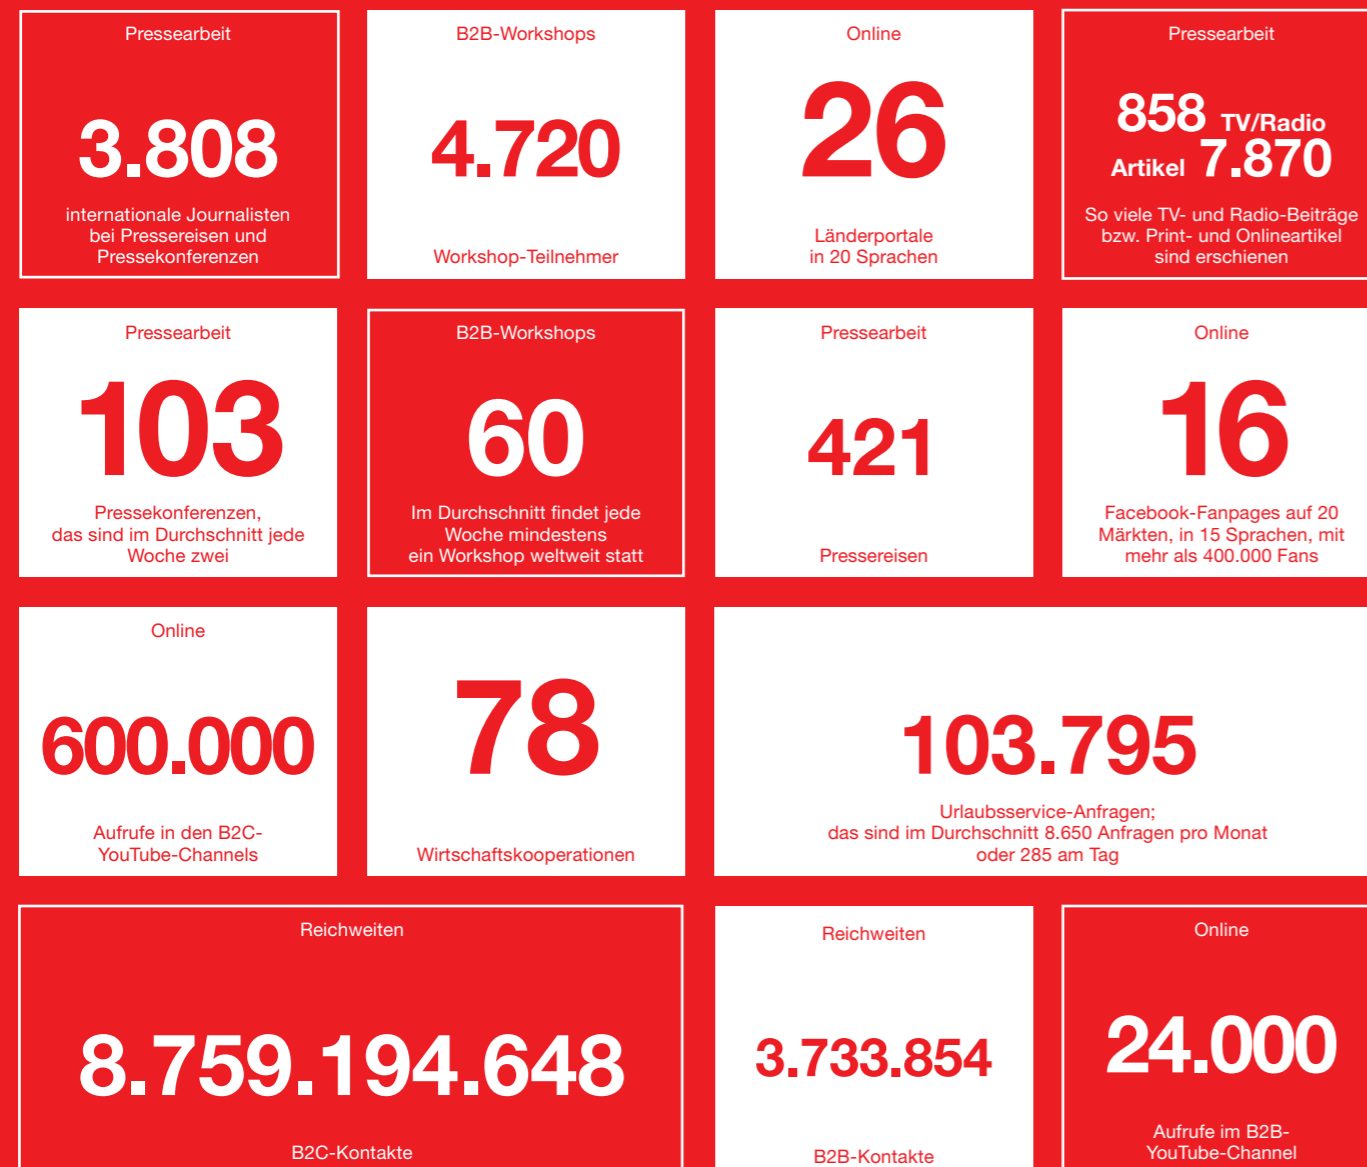 Pressearbeit
3.808
internationale Journalisten
bei Pressereisen und
Pressekonferenzen
B2B-Workshops
4.720
Workshop-Teilnehmer
Online
26
Länderportale
in 20 Sprachen
Pressearbeit
858 TV/Radio
Artikel 7.870
So viele TV- und Radio-Beiträge
bzw. Print- und Onlineartikel
sind erschienen
Pressearbeit
103
Pressekonferenzen,
das sind im Durchschnitt jede
Woche zwei
B2B-Workshops
60
Im Durchschnitt findet jede
Woche mindestens
ein Workshop weltweit statt
Pressearbeit
421
Pressereisen
Online
16
Facebook-Fanpages auf 20
Märkten, in 15 Sprachen, mit
mehr als 400.000 Fans
Online
600.000
Aufrufe in den B2C-
YouTube-Channels
78
Wirtschaftskooperationen
103.795
Urlaubsservice-Anfragen;
das sind im Durchschnitt 8.650 Anfragen pro Monat
oder 285 am Tag
Reichweiten
8.759.194.648
B2C-Kontakte
Reichweiten
3.733.854
B2B-Kontakte
Online
24.000
Aufrufe im B2B-
YouTube-Channel